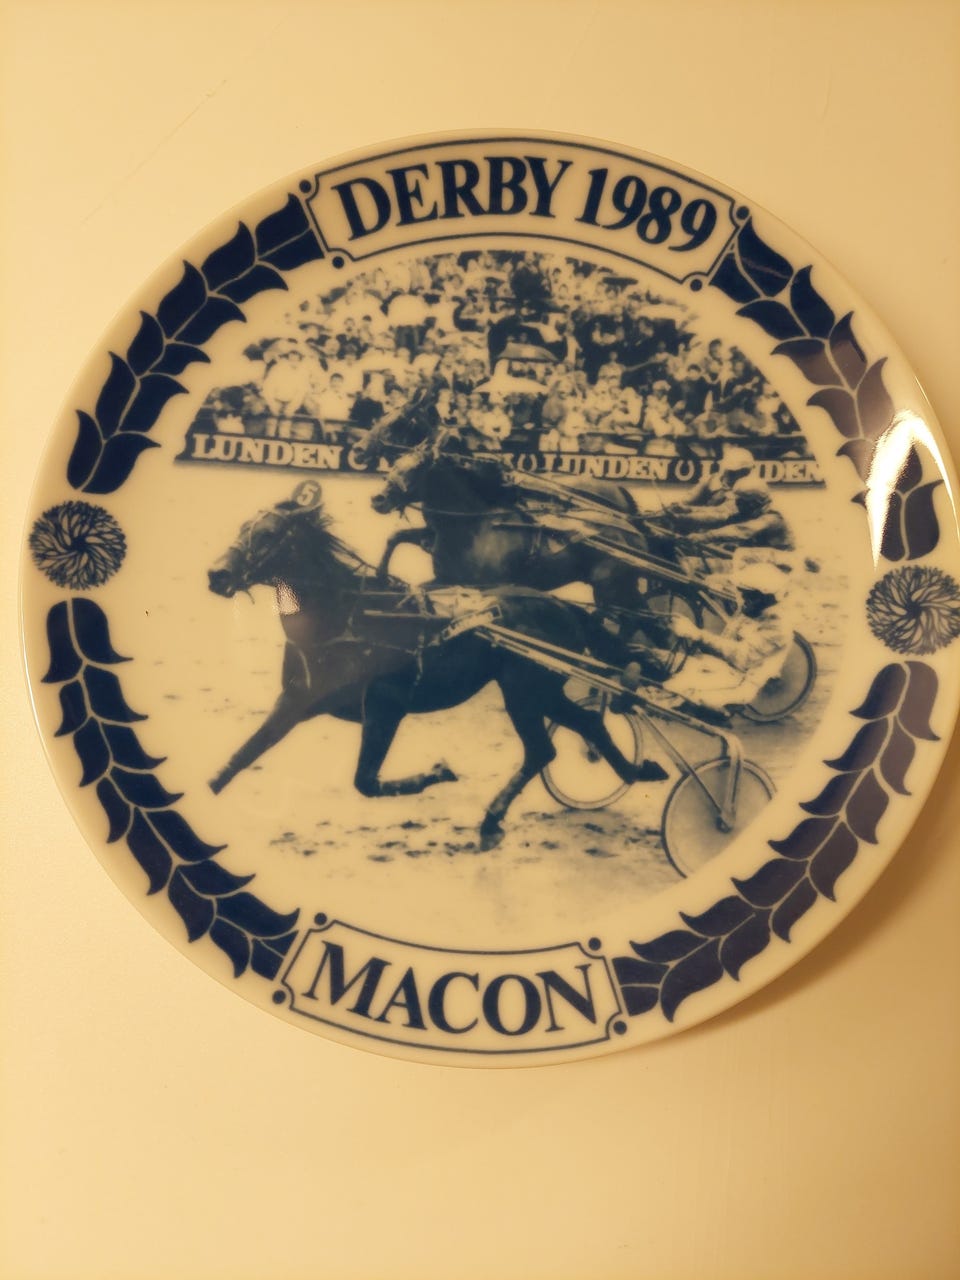 DERBY 1989
LUNDEN LUNDEN
5
MACON